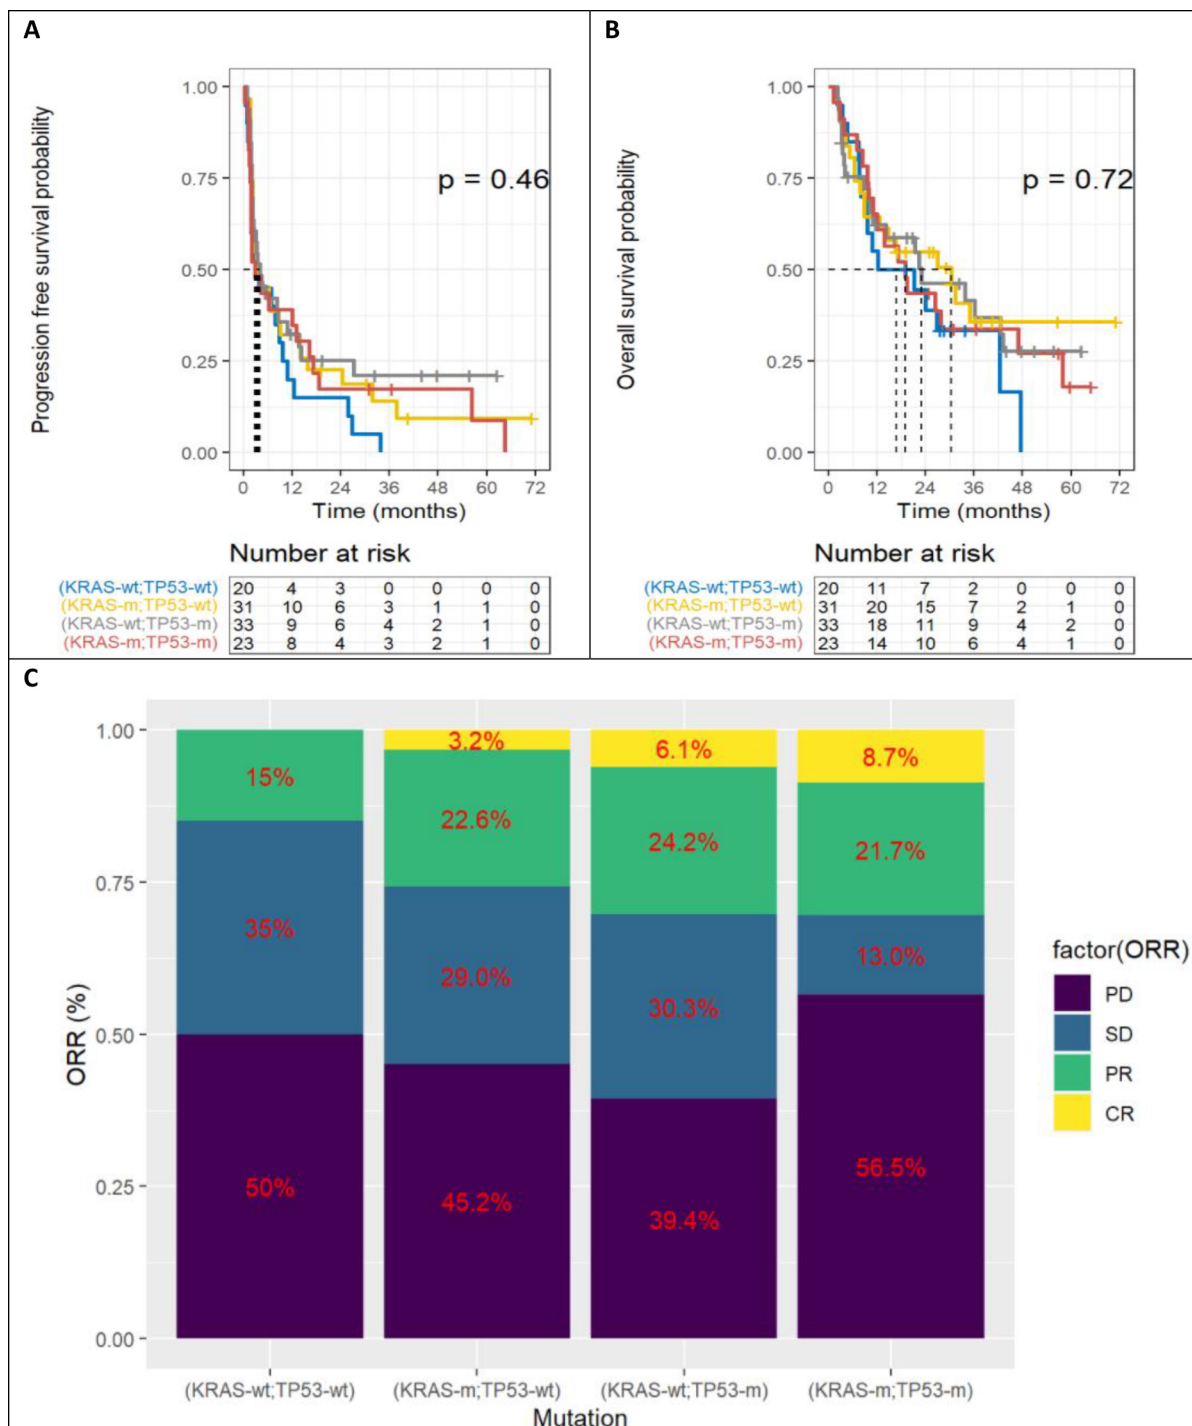 A
Progression free survival probability
1.00
0.75
0.50
0.25
0.00
p = 0.46
0 12 24 36 48 60 72
Time (months)
Number at risk
(KRAS-wt;TP53-wt) 20 4 3 0 0 0 0
(KRAS-m;TP53-wt) 31 10 6 3 1 1 0
(KRAS-wt;TP53-m) 33 9 6 4 2 1 0
(KRAS-m;TP53-m) 23 8 4 3 2 1 0
B
Overall survival probability
1.00
0.75
0.50
0.25
0.00
p = 0.72
0 12 24 36 48 60 72
Time (months)
Number at risk
(KRAS-wt;TP53-wt) 20 11 7 2 0 0 0
(KRAS-m;TP53-wt) 31 20 15 7 2 1 0
(KRAS-wt;TP53-m) 33 18 11 9 4 2 0
(KRAS-m;TP53-m) 23 14 10 6 4 1 0
C
ORR (%)
1.00
0.75
0.50
0.25
0.00
15%
35%
50%
3.2%
22.6%
29.0%
45.2%
6.1%
24.2%
30.3%
39.4%
8.7%
21.7%
13.0%
56.5%
(KRAS-wt;TP53-wt) (KRAS-m;TP53-wt) (KRAS-wt;TP53-m) (KRAS-m;TP53-m)
Mutation
factor(ORR)
PD
SD
PR
CR